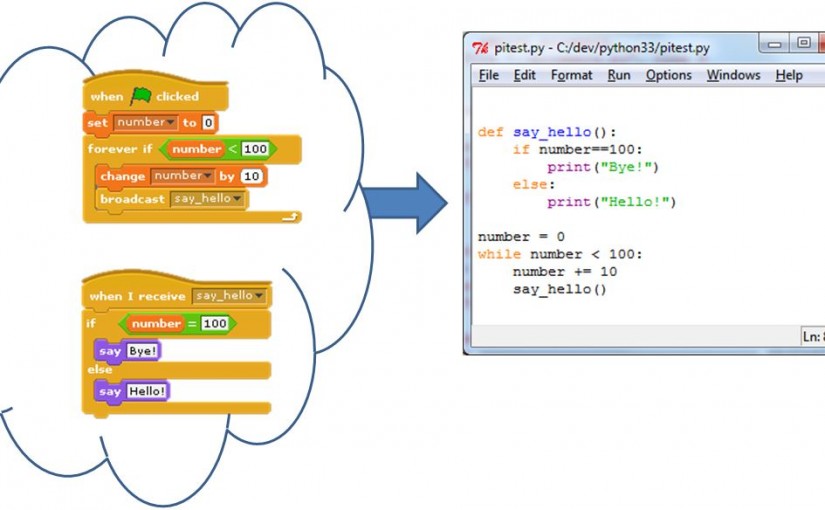 when clicked
set number to 0
forever if number < 100
change number by 10
broadcast say_hello
when I receive say_hello
if number = 100
say Bye!
else
say Hello!
pitest.py - C:/dev/python33/pitest.py
File Edit Format Run Options Windows Help
def say_hello():
    if number==100:
        print("Bye!")
    else:
        print("Hello!")
number = 0
while number < 100:
    number += 10
    say_hello()
Ln: